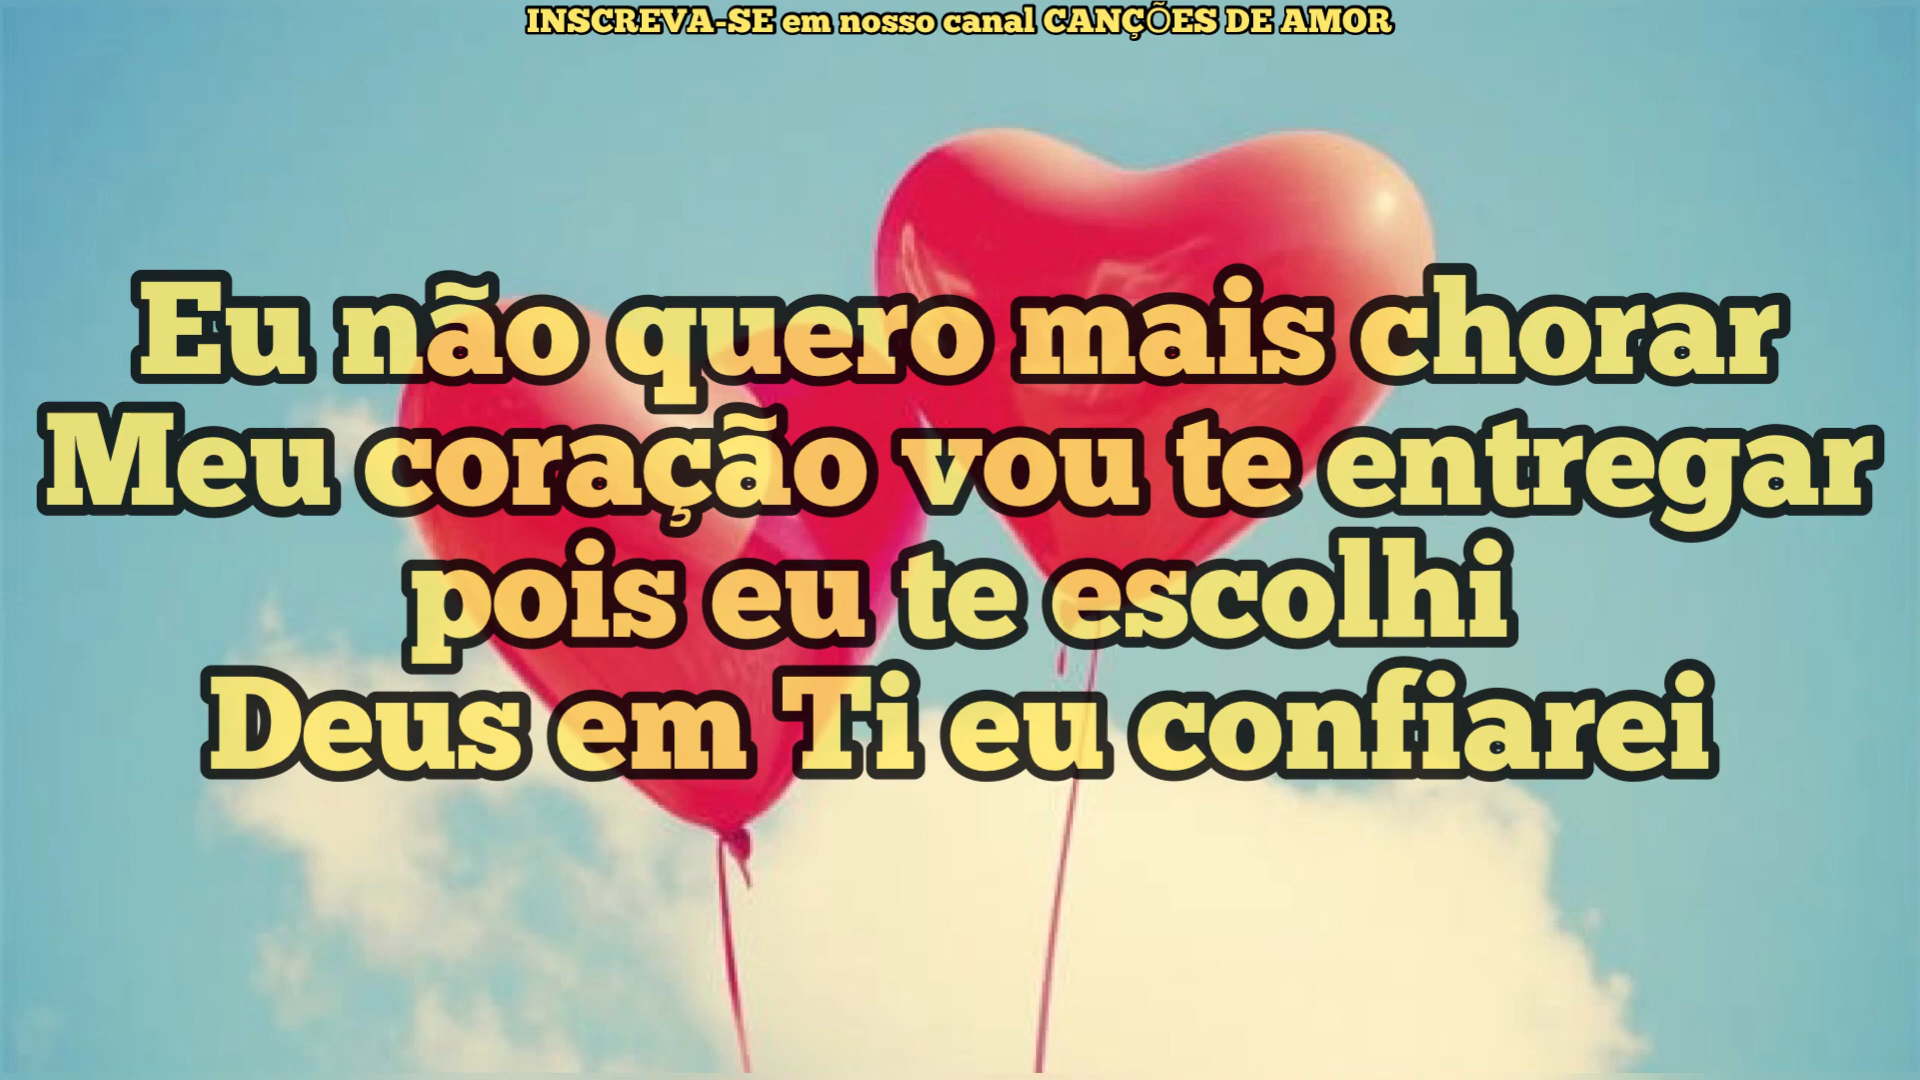 INSCREVA-SE em nosso canal CANÇÕES DE AMOR
Eu não quero mais chorar
Meu coração vou te entregar
pois eu te escolhi
Deus em Ti eu confiarei